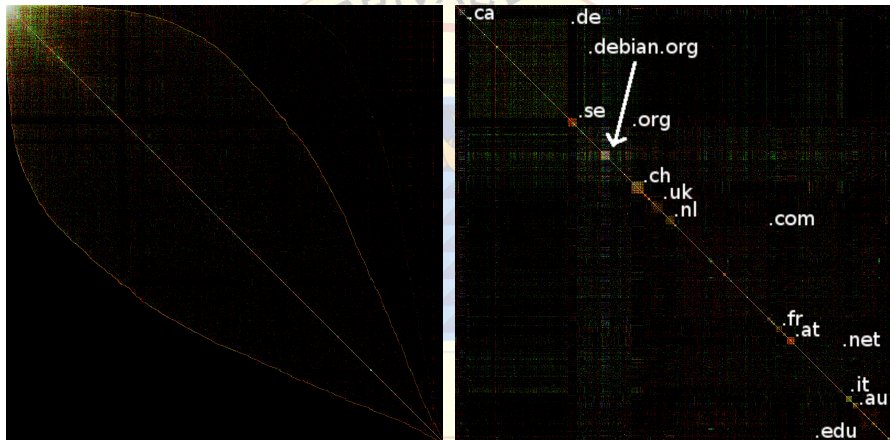 .ca
.de
.debian.org
.se
.org
.ch
.uk
.nl
.com
.fr
.at
.net
.it
.au
.edu